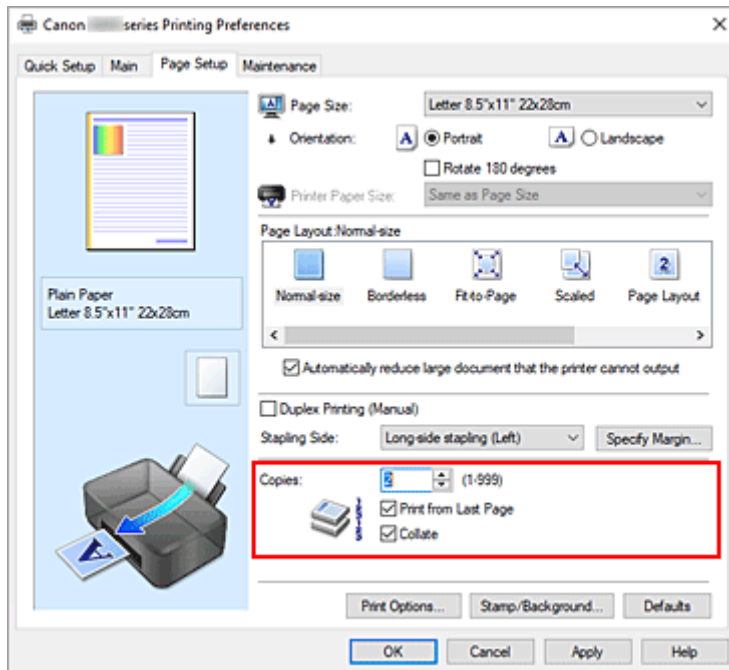 Canon series Printing Preferences
Quick Setup Main Page Setup Maintenance
Page Size: Letter 8.5"x11" 22x28cm
Orientation: A Portrait A Landscape
Rotate 180 degrees
Printer Paper Size: Same as Page Size
Page Layout:Normal-size
Normal-size Borderless Fit-to-Page Scaled Page Layout
Automatically reduce large document that the printer cannot output
Plain Paper
Letter 8.5"x11" 22x28cm
Duplex Printing (Manual)
Stapling Side: Long-side stapling (Left) Specify Margin...
Copies: 2 (1-999)
Print from Last Page
Collate
A
Print Options... Stamp/Background... Defaults
OK Cancel Apply Help